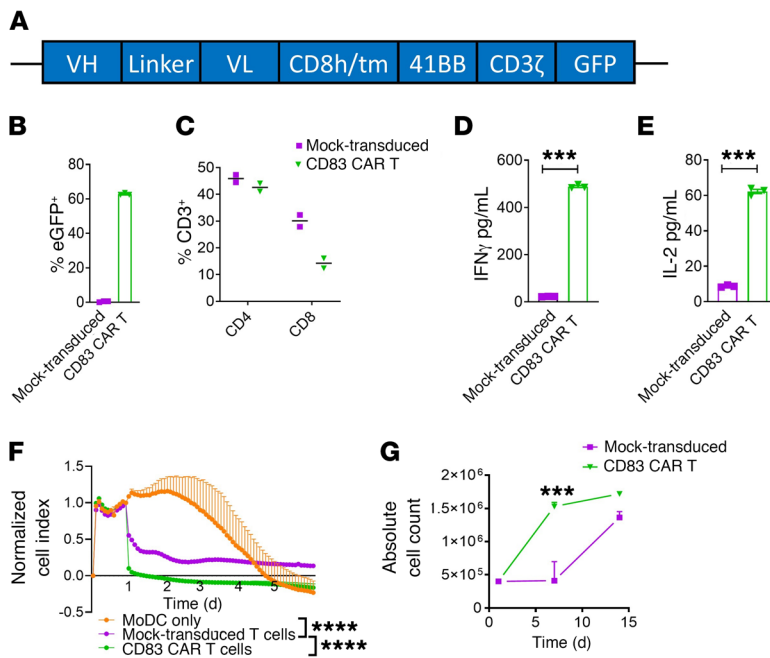 A
VH Linker VL CD8h/tm 41BB CD3ζ GFP
B
% eGFP⁺
80
60
40
20
0
Mock-transduced
CD83 CAR T
C
Mock-transduced
CD83 CAR T
% CD3⁺
50
40
30
20
10
0
CD4
CD8
D
***
IFNγ pg/mL
600
400
200
0
Mock-transduced
CD83 CAR T
E
***
IL-2 pg/mL
80
60
40
20
0
Mock-transduced
CD83 CAR T
F
Normalized
cell index
1.5
1.0
0.5
0.0
-0.5
1 2 3 4 5
Time (d)
MoDC only
Mock-transduced T cells
CD83 CAR T cells
****
****
G
Mock-transduced
CD83 CAR T
Absolute
cell count
2×10⁶
1.5×10⁶
1×10⁶
5×10⁵
0
***
0 5 10 15
Time (d)